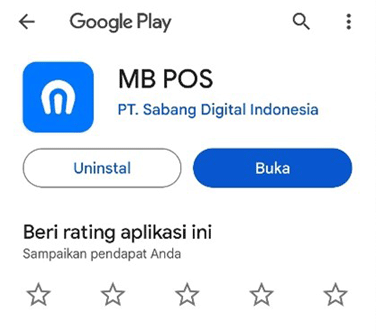 Google Play
MB POS
PT. Sabang Digital Indonesia
Uninstal
Buka
Beri rating aplikasi ini
Sampaikan pendapat Anda